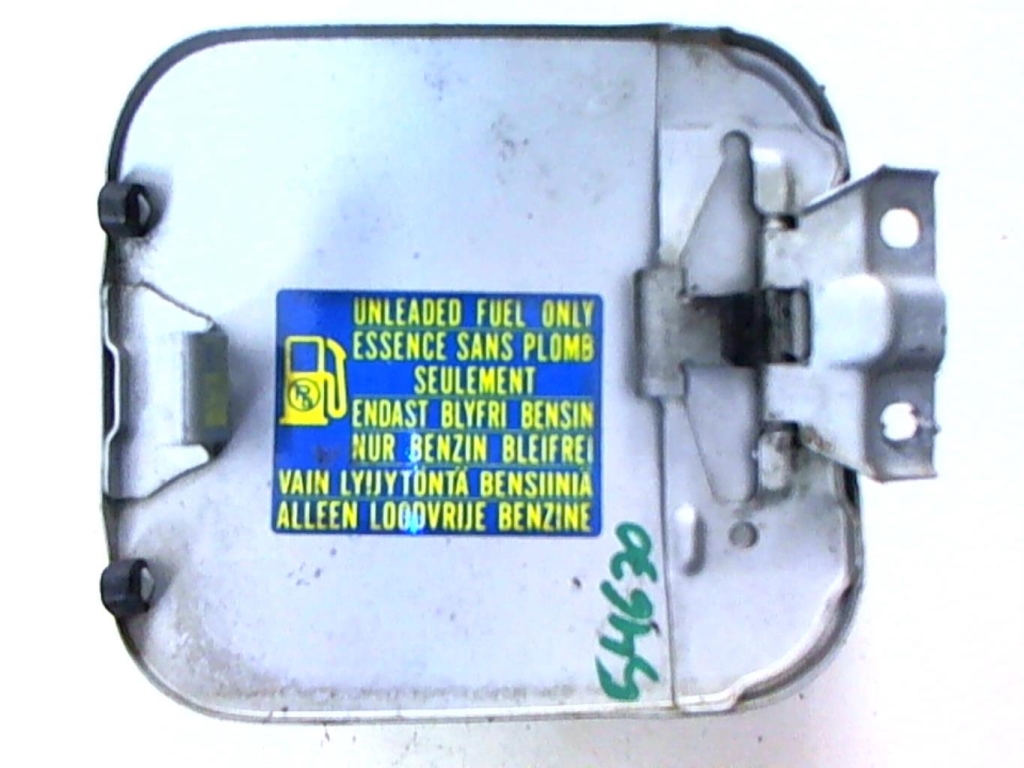 UNLEADED FUEL ONLY
ESSENCE SANS PLOMB
SEULEMENT
ENDAST BLYFRI BENSIN
NUR BENZIN BLEIFREI
VAIN LYIJYTÖNTÄ BENSIINIÄ
ALLEEN LOODVRIJE BENZINE
54630